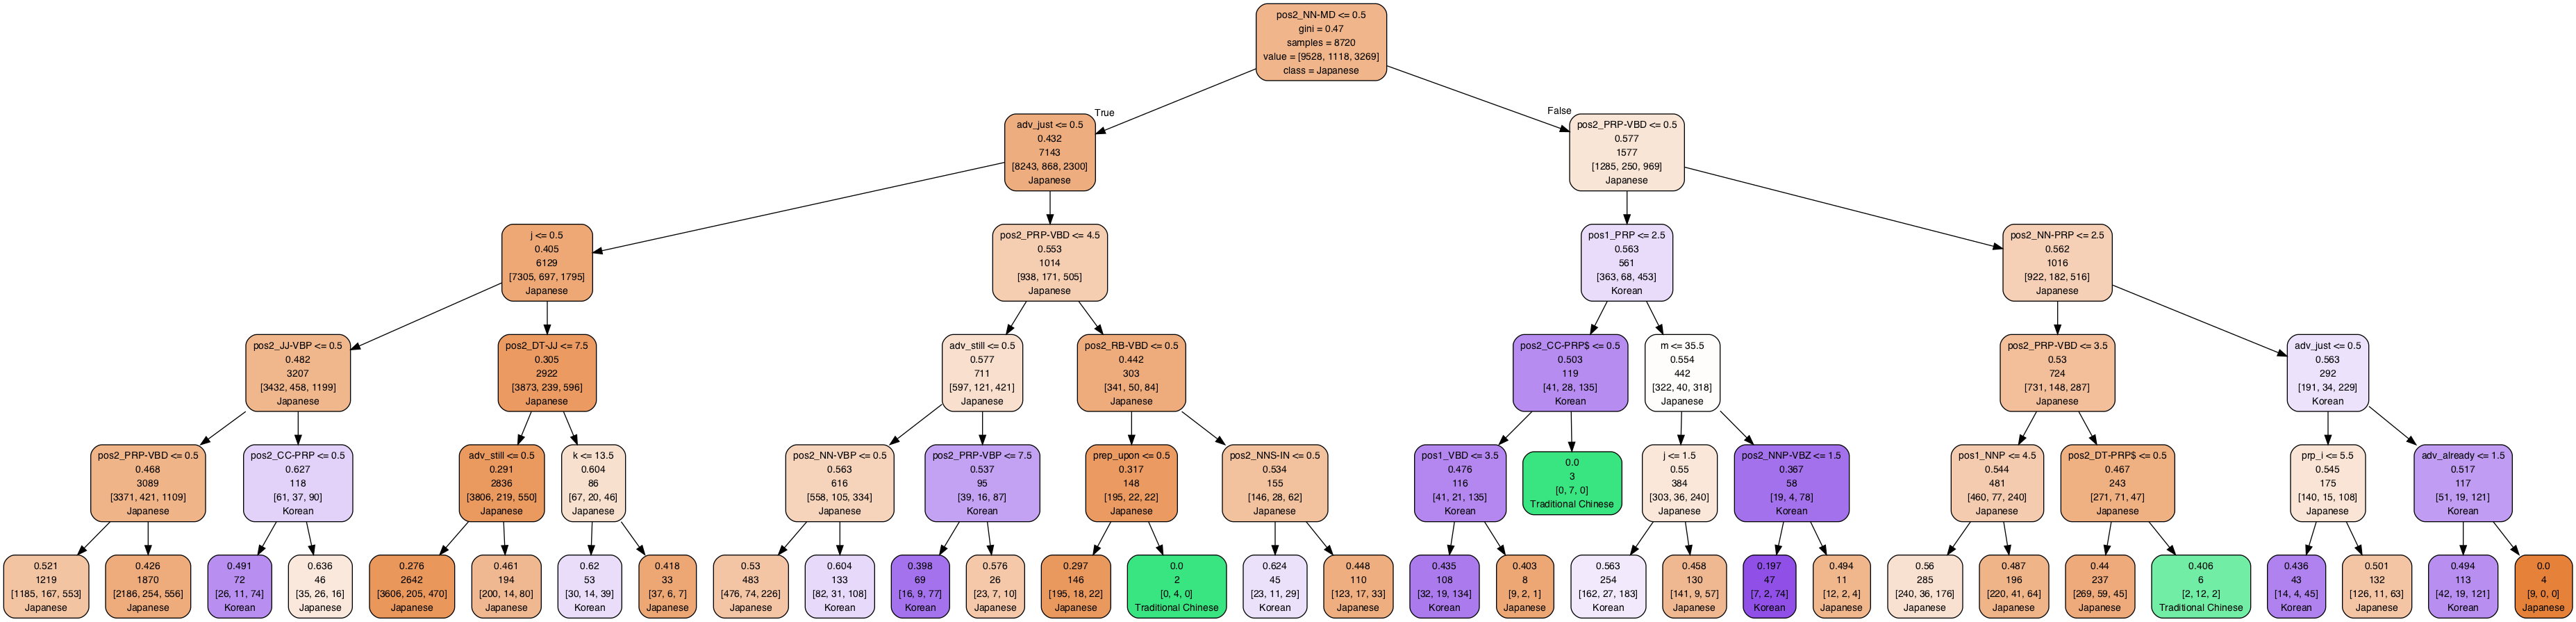 pos2_NN-MD <= 0.5
gini = 0.47
samples = 8720
value = [9528, 1118, 3269]
class = Japanese
True
False
adv_just <= 0.5
0.432
7143
[8243, 868, 2300]
Japanese
pos2_PRP-VBD <= 0.5
0.577
1577
[1285, 250, 969]
Japanese
j <= 0.5
0.405
6129
[7305, 697, 1795]
Japanese
pos2_PRP-VBD <= 4.5
0.553
1014
[938, 171, 505]
Japanese
pos1_PRP <= 2.5
0.563
561
[363, 68, 453]
Korean
pos2_NN-PRP <= 2.5
0.562
1016
[922, 182, 516]
Japanese
pos2_JJ-VBP <= 0.5
0.482
3207
[3432, 458, 1199]
Japanese
pos2_DT-JJ <= 7.5
0.305
2922
[3873, 239, 596]
Japanese
adv_still <= 0.5
0.577
711
[597, 121, 421]
Japanese
pos2_RB-VBD <= 0.5
0.442
303
[341, 50, 84]
Japanese
pos2_CC-PRP$ <= 0.5
0.503
119
[41, 28, 135]
Korean
m <= 35.5
0.554
442
[322, 40, 318]
Japanese
pos2_PRP-VBD <= 3.5
0.53
724
[731, 148, 287]
Japanese
adv_just <= 0.5
0.563
292
[191, 34, 229]
Korean
pos2_PRP-VBD <= 0.5
0.468
3089
[3371, 421, 1109]
Japanese
pos2_CC-PRP <= 0.5
0.627
118
[61, 37, 90]
Korean
adv_still <= 0.5
0.291
2836
[3806, 219, 550]
Japanese
k <= 13.5
0.604
86
[67, 20, 46]
Japanese
pos2_NN-VBP <= 0.5
0.563
616
[558, 105, 334]
Japanese
pos2_PRP-VBP <= 7.5
0.537
95
[39, 16, 87]
Korean
prep_upon <= 0.5
0.317
148
[195, 22, 22]
Japanese
pos2_NNS-IN <= 0.5
0.534
155
[146, 28, 62]
Japanese
pos1_VBD <= 3.5
0.476
116
[41, 21, 135]
Korean
0.0
3
[0, 7, 0]
Traditional Chinese
j <= 1.5
0.55
384
[303, 36, 240]
Japanese
pos2_NNP-VBZ <= 1.5
0.367
58
[19, 4, 78]
Korean
pos1_NNP <= 4.5
0.544
481
[460, 77, 240]
Japanese
pos2_DT-PRP$ <= 0.5
0.467
243
[271, 71, 47]
Japanese
prp_i <= 5.5
0.545
175
[140, 15, 108]
Japanese
adv_already <= 1.5
0.517
117
[51, 19, 121]
Korean
0.521
1219
[1185, 167, 553]
Japanese
0.426
1870
[2186, 254, 556]
Japanese
0.491
72
[26, 11, 74]
Korean
0.636
46
[35, 26, 16]
Japanese
0.276
2642
[3606, 205, 470]
Japanese
0.461
194
[200, 14, 80]
Japanese
0.62
53
[30, 14, 39]
Korean
0.418
33
[37, 6, 7]
Japanese
0.53
483
[476, 74, 226]
Japanese
0.604
133
[82, 31, 108]
Korean
0.398
69
[16, 9, 77]
Korean
0.576
26
[23, 7, 10]
Japanese
0.297
146
[195, 18, 22]
Japanese
0.0
2
[0, 4, 0]
Traditional Chinese
0.624
45
[23, 11, 29]
Korean
0.448
110
[123, 17, 33]
Japanese
0.435
108
[32, 19, 134]
Korean
0.403
8
[9, 2, 1]
Japanese
0.563
254
[162, 27, 183]
Korean
0.458
130
[141, 9, 57]
Japanese
0.197
47
[7, 2, 74]
Korean
0.494
11
[12, 2, 4]
Japanese
0.56
285
[240, 36, 176]
Japanese
0.487
196
[220, 41, 64]
Japanese
0.44
237
[269, 59, 45]
Japanese
0.406
6
[2, 12, 2]
Traditional Chinese
0.436
43
[14, 4, 45]
Korean
0.501
132
[126, 11, 63]
Japanese
0.494
113
[42, 19, 121]
Korean
0.0
4
[9, 0, 0]
Japanese